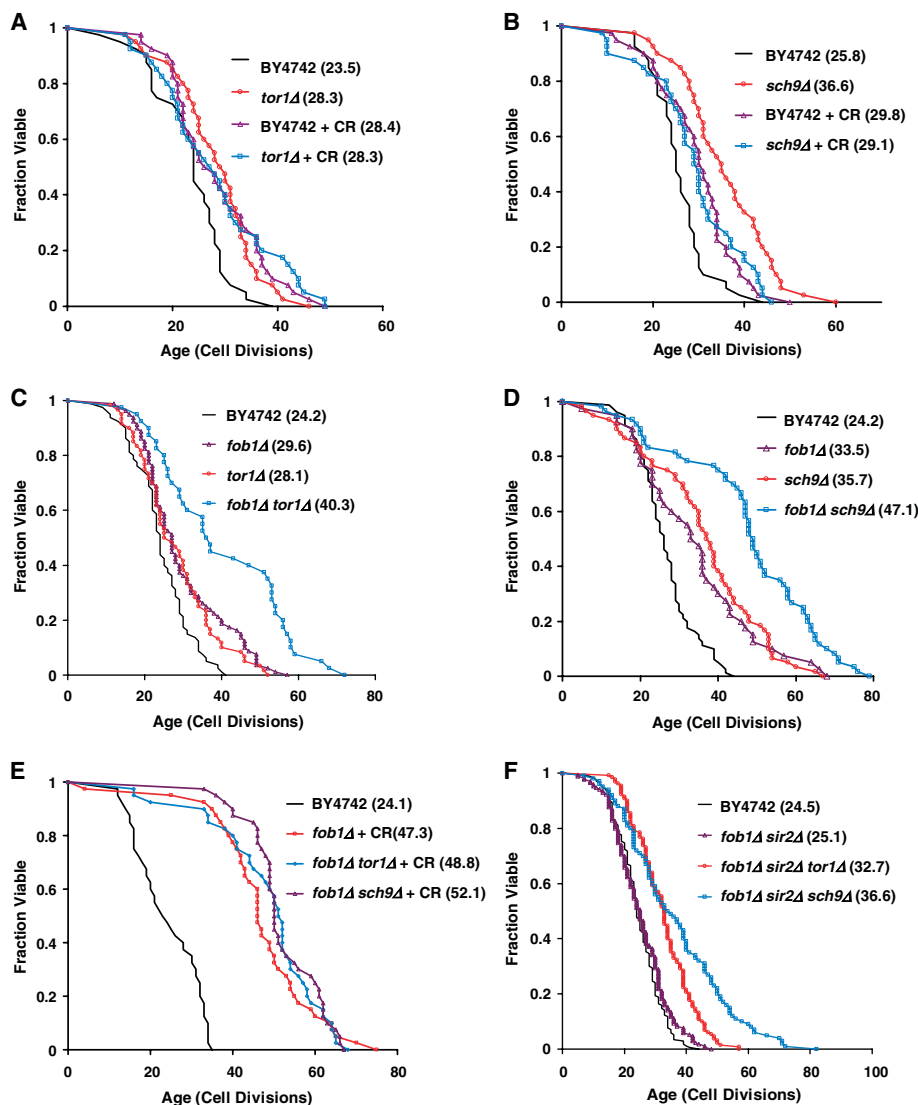 A
Fraction Viable
1
0.8
0.6
0.4
0.2
0
0
20
40
60
Age (Cell Divisions)
BY4742 (23.5)
tor1Δ (28.3)
BY4742 + CR (28.4)
tor1Δ + CR (28.3)
B
Fraction Viable
1
0.8
0.6
0.4
0.2
0
0
20
40
60
Age (Cell Divisions)
BY4742 (25.8)
sch9Δ (36.6)
BY4742 + CR (29.8)
sch9Δ + CR (29.1)
C
Fraction Viable
1
0.8
0.6
0.4
0.2
0
0
20
40
60
80
Age (Cell Divisions)
BY4742 (24.2)
fob1Δ (29.6)
tor1Δ (28.1)
fob1Δ tor1Δ (40.3)
D
Fraction Viable
1
0.8
0.6
0.4
0.2
0
0
20
40
60
80
Age (Cell Divisions)
BY4742 (24.2)
fob1Δ (33.5)
sch9Δ (35.7)
fob1Δ sch9Δ (47.1)
E
Fraction Viable
1
0.8
0.6
0.4
0.2
0
0
20
40
60
80
Age (Cell Divisions)
BY4742 (24.1)
fob1Δ + CR(47.3)
fob1Δ tor1Δ + CR (48.8)
fob1Δ sch9Δ + CR (52.1)
F
Fraction Viable
1
0.8
0.6
0.4
0.2
0
0
20
40
60
80
100
Age (Cell Divisions)
BY4742 (24.5)
fob1Δ sir2Δ (25.1)
fob1Δ sir2Δ tor1Δ (32.7)
fob1Δ sir2Δ sch9Δ (36.6)